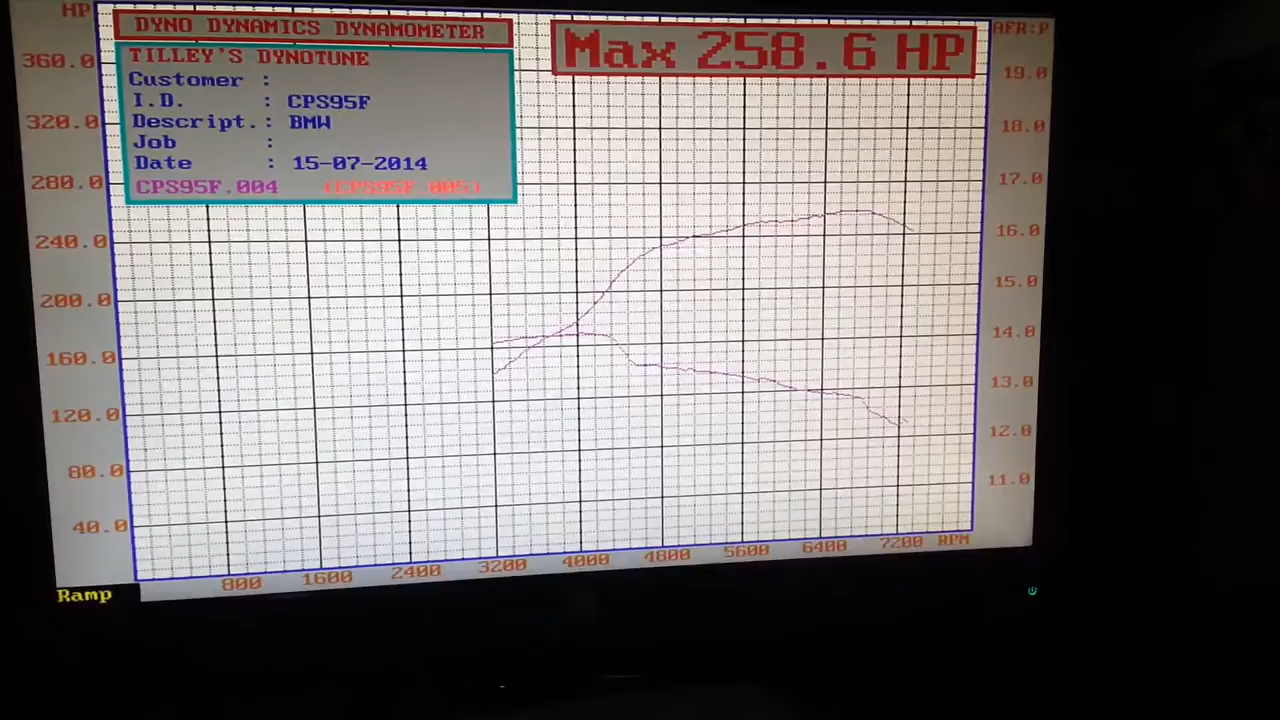 HP
DYNO DYNAMICS DYNAMOMETER
TILLEY'S DYNOTUNE
Customer :
I.D. : CPS95F
Descript.: BMW
Job :
Date : 15-07-2014
CPS95F.004 (CPS95F.005)
Max 258.6 HP
AFR:P
360.0
320.0
280.0
240.0
200.0
160.0
120.0
80.0
40.0
19.0
18.0
17.0
16.0
15.0
14.0
13.0
12.0
11.0
800 1600 2400 3200 4000 4800 5600 6400 7200 RPM
Ramp